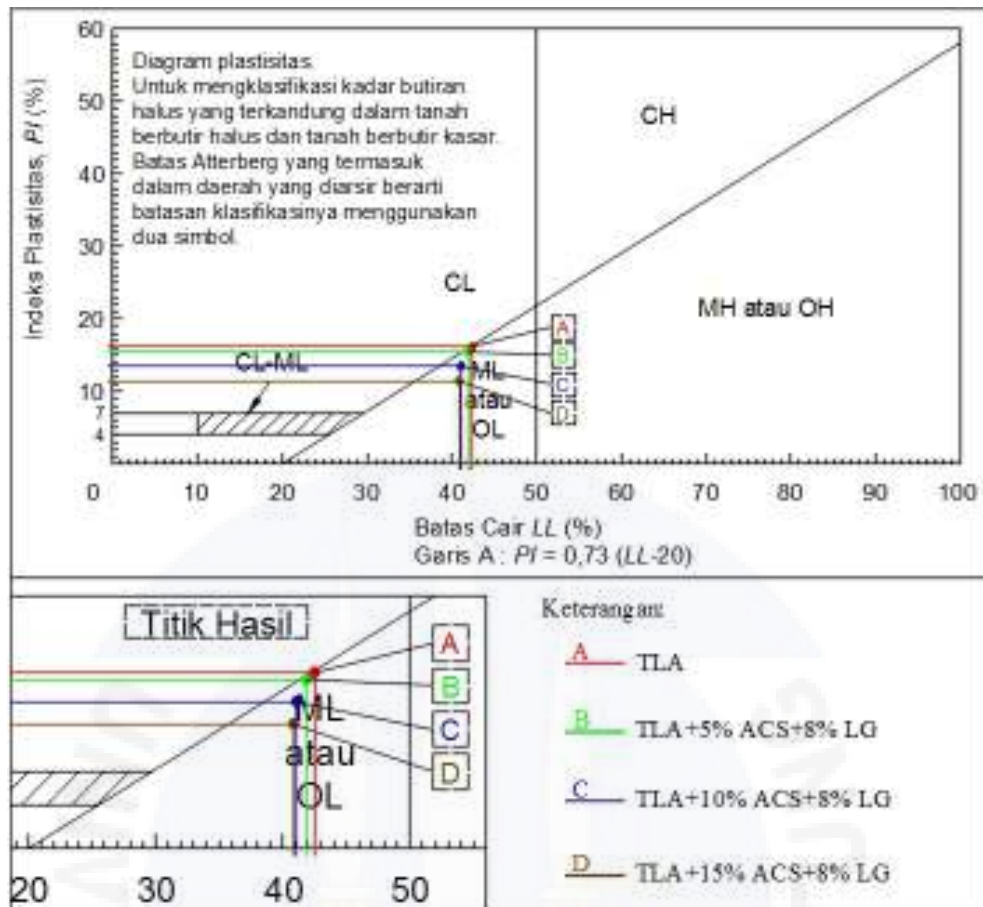 60
50
40
30
20
10
7
4
Indeks Plastisitas, PI (%)
Diagram plastisitas.
Untuk mengklasifikasi kadar butiran
halus yang terkandung dalam tanah
berbutir halus dan tanah berbutir kasar.
Batas Atterberg yang termasuk
dalam daerah yang diarsir berarti
batasan klasifikasinya menggunakan
dua simbol.
CH
CL
MH atau OH
CL-ML
ML
atau
OL
A
B
C
D
0 10 20 30 40 50 60 70 80 90 100
Batas Cair LL (%)
Garis A : PI = 0,73 (LL-20)
Titik Hasil
A
B
C
D
ML
atau
OL
20 30 40 50
Keterangan:
A TLA
B TLA+5% ACS+8% LG
C TLA+10% ACS+8% LG
D TLA+15% ACS+8% LG